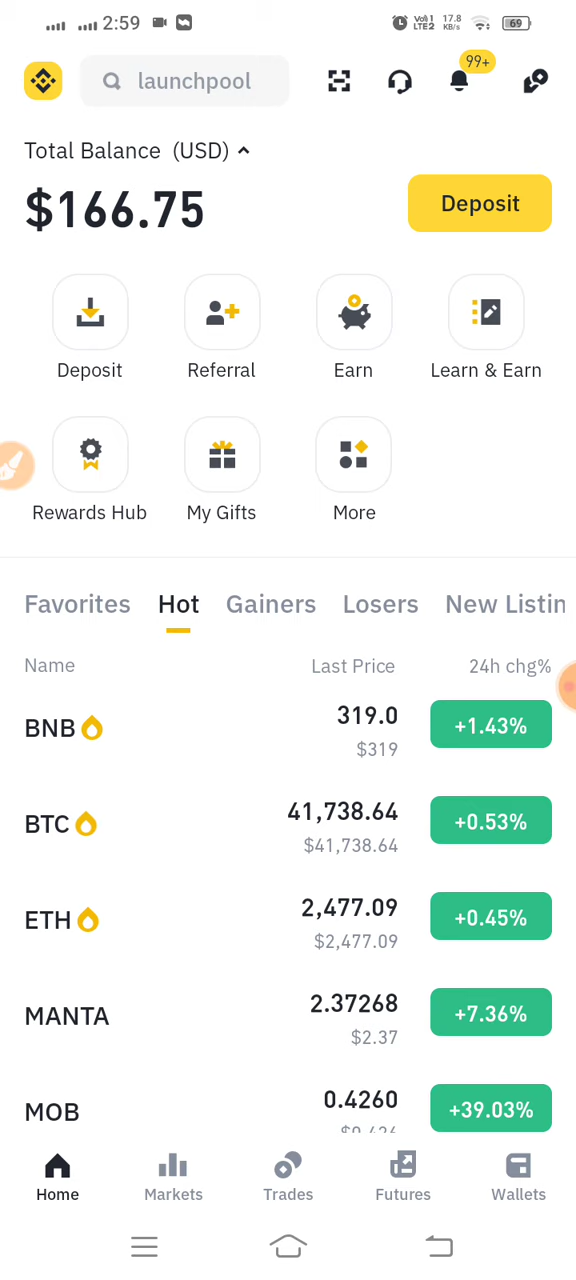 2:59 Vo) 1 LTE2 17.8 KB/s 69
launchpool 99+
Total Balance (USD)
$166.75 Deposit
Deposit Referral Earn Learn & Earn
Rewards Hub My Gifts More
Favorites Hot Gainers Losers New Listin
Name Last Price 24h chg%
BNB 319.0 +1.43%
$319
BTC 41,738.64 +0.53%
$41,738.64
ETH 2,477.09 +0.45%
$2,477.09
MANTA 2.37268 +7.36%
$2.37
MOB 0.4260 +39.03%
$0.426
Home Markets Trades Futures Wallets